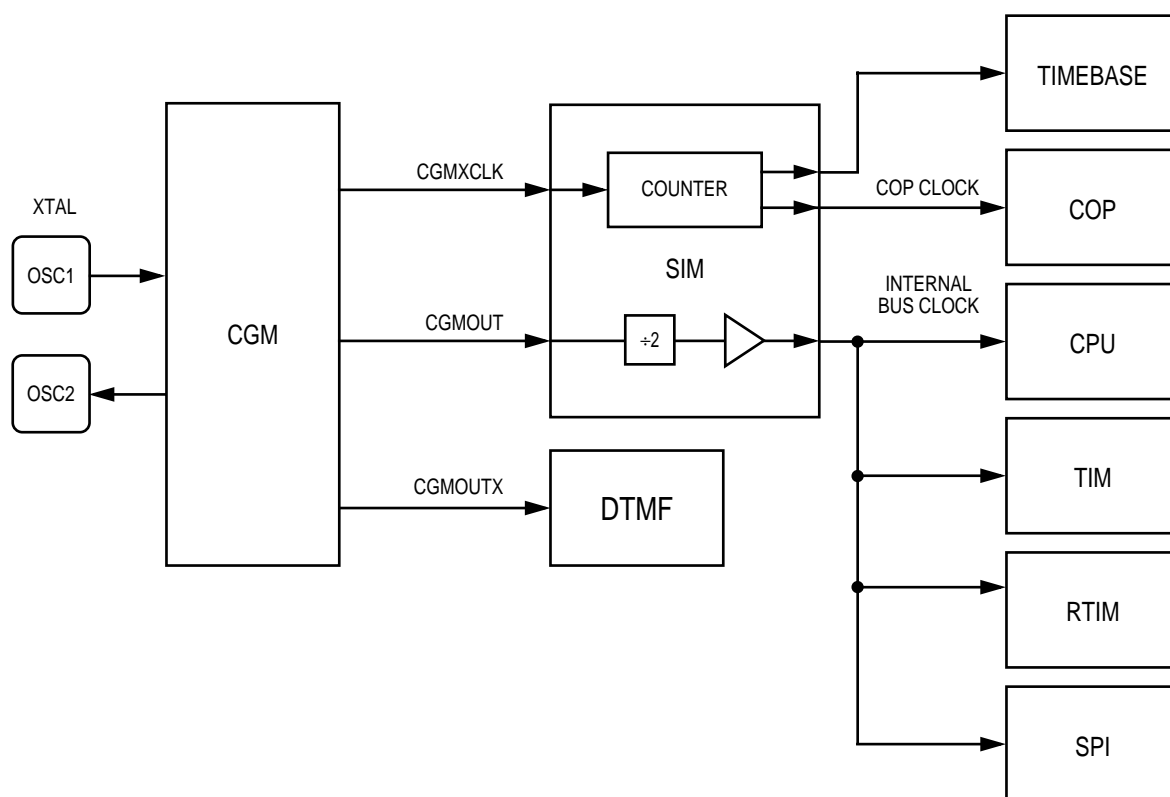 TIMEBASE
CGMXCLK
COUNTER
COP CLOCK
COP
XTAL
OSC1
SIM
INTERNAL
BUS CLOCK
CGM
CGMOUT
÷2
CPU
OSC2
TIM
CGMOUTX
DTMF
RTIM
SPI